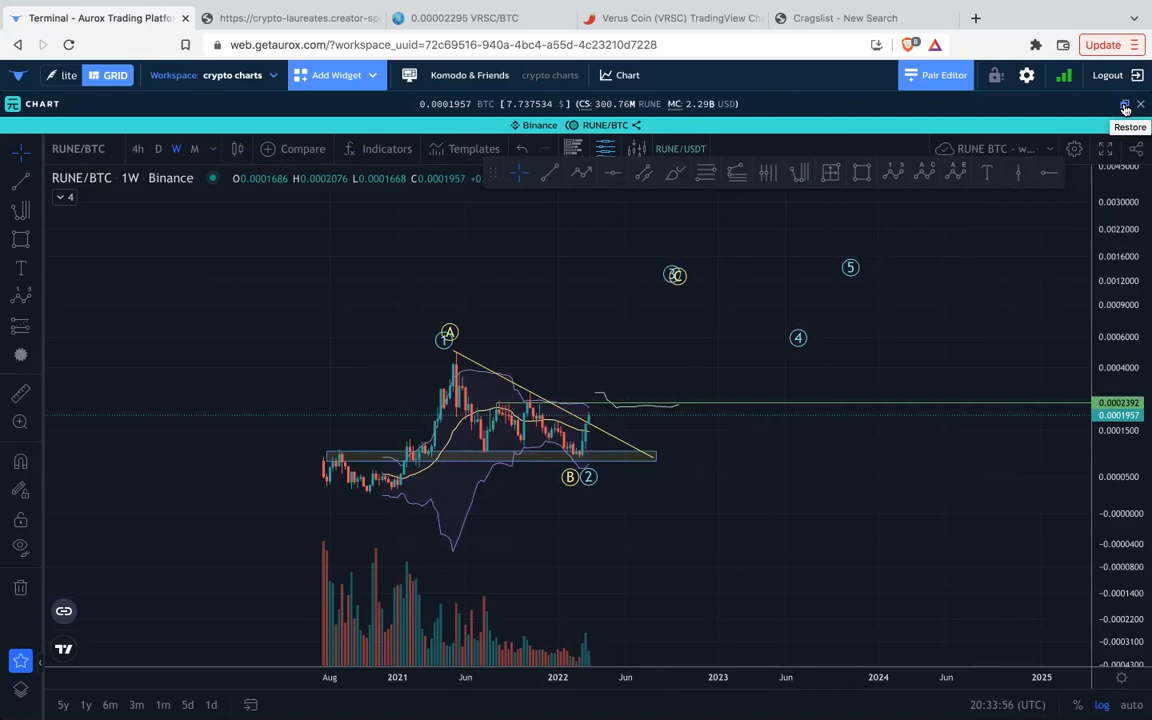 Terminal - Aurox Trading Platfo
https://crypto-laureates.creator-sp
0.00002295 VRSC/BTC
Verus Coin (VRSC) TradingView Cha
Cragslist - New Search
web.getaurox.com/?workspace_uuid=72c69516-940a-4bc4-a55d-4c23210d7228
8
Update
lite
GRID
Workspace: crypto charts
Add Widget
Komodo & Friends
crypto charts
Chart
Pair Editor
Logout
CHART
0.0001957 BTC [7.737534 $] (CS: 300.76M RUNE MC: 2.29B USD)
Binance RUNE/BTC
Restore
RUNE/BTC
4h D W M
Compare
Indicators
Templates
RUNE/USDT
RUNE BTC - w...
RUNE/BTC · 1W · Binance
O0.0001686 H0.0002076 L0.0001668 C0.0001957 +0
4
0.0045000
0.0030000
0.0022000
0.0016000
0.0012000
0.0009000
0.0006000
0.0004000
0.0002392
0.0001957
0.0001500
0.0000500
−0.0000000
−0.0000400
−0.0000800
−0.0001400
−0.0002200
−0.0003100
−0.0004300
1
A
B
2
3
C
4
5
Aug
2021
Jun
2022
Jun
2023
Jun
2024
Jun
2025
5y 1y 6m 3m 1m 5d 1d
20:33:56 (UTC)
% log auto